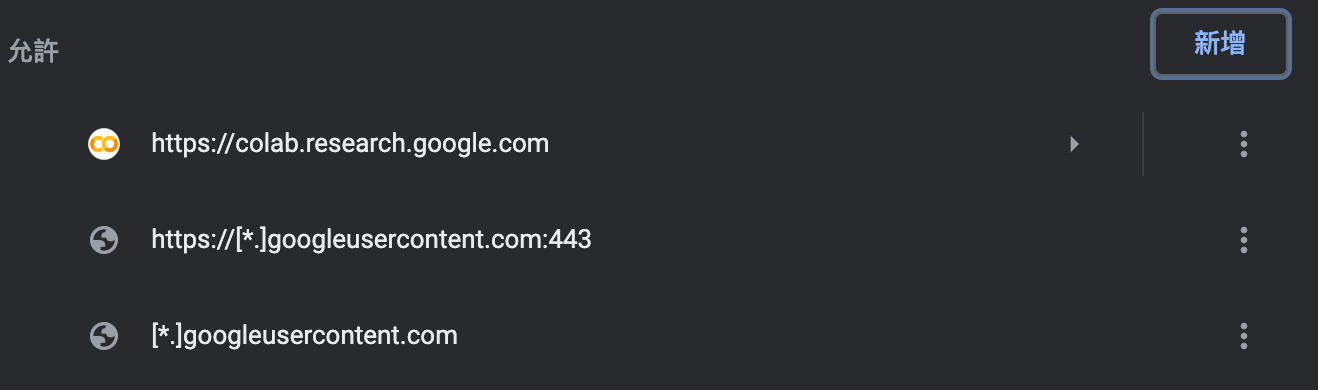 允許
新增
https://colab.research.google.com
https://[*.]googleusercontent.com:443
[*.]googleusercontent.com